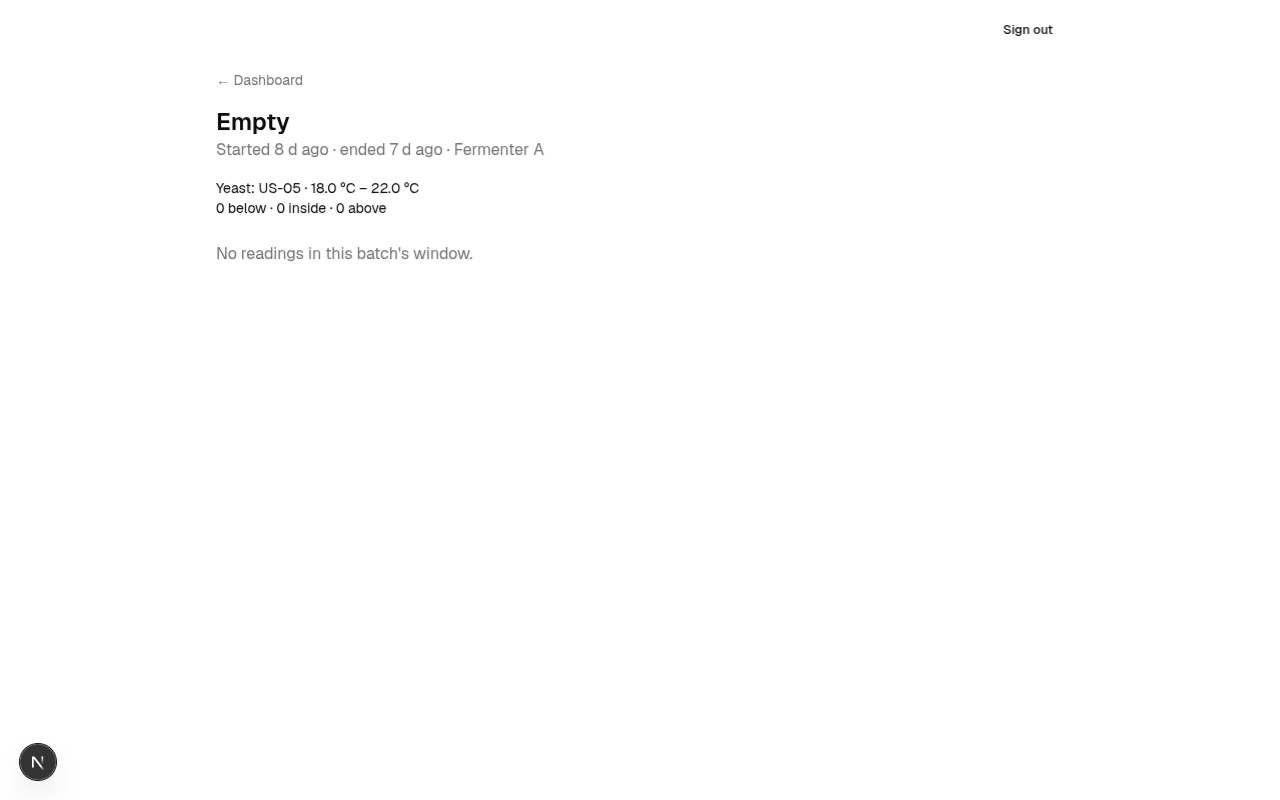 Sign out
← Dashboard
Empty
Started 8 d ago · ended 7 d ago · Fermenter A
Yeast: US-05 · 18.0 °C – 22.0 °C
0 below · 0 inside · 0 above
No readings in this batch's window.
N